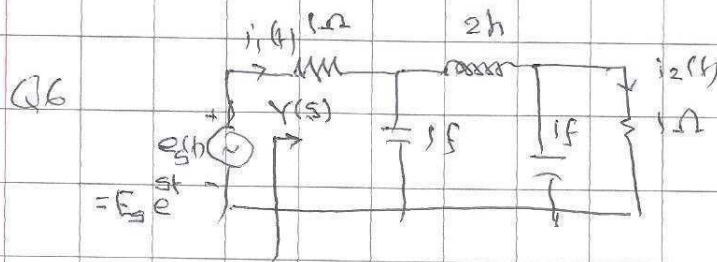 i₁(t) 1Ω
2h
i₂(t)
Q6
+
Y(s)
eₛ(t)
1f
1f
1Ω
-
= Eₛ e^st